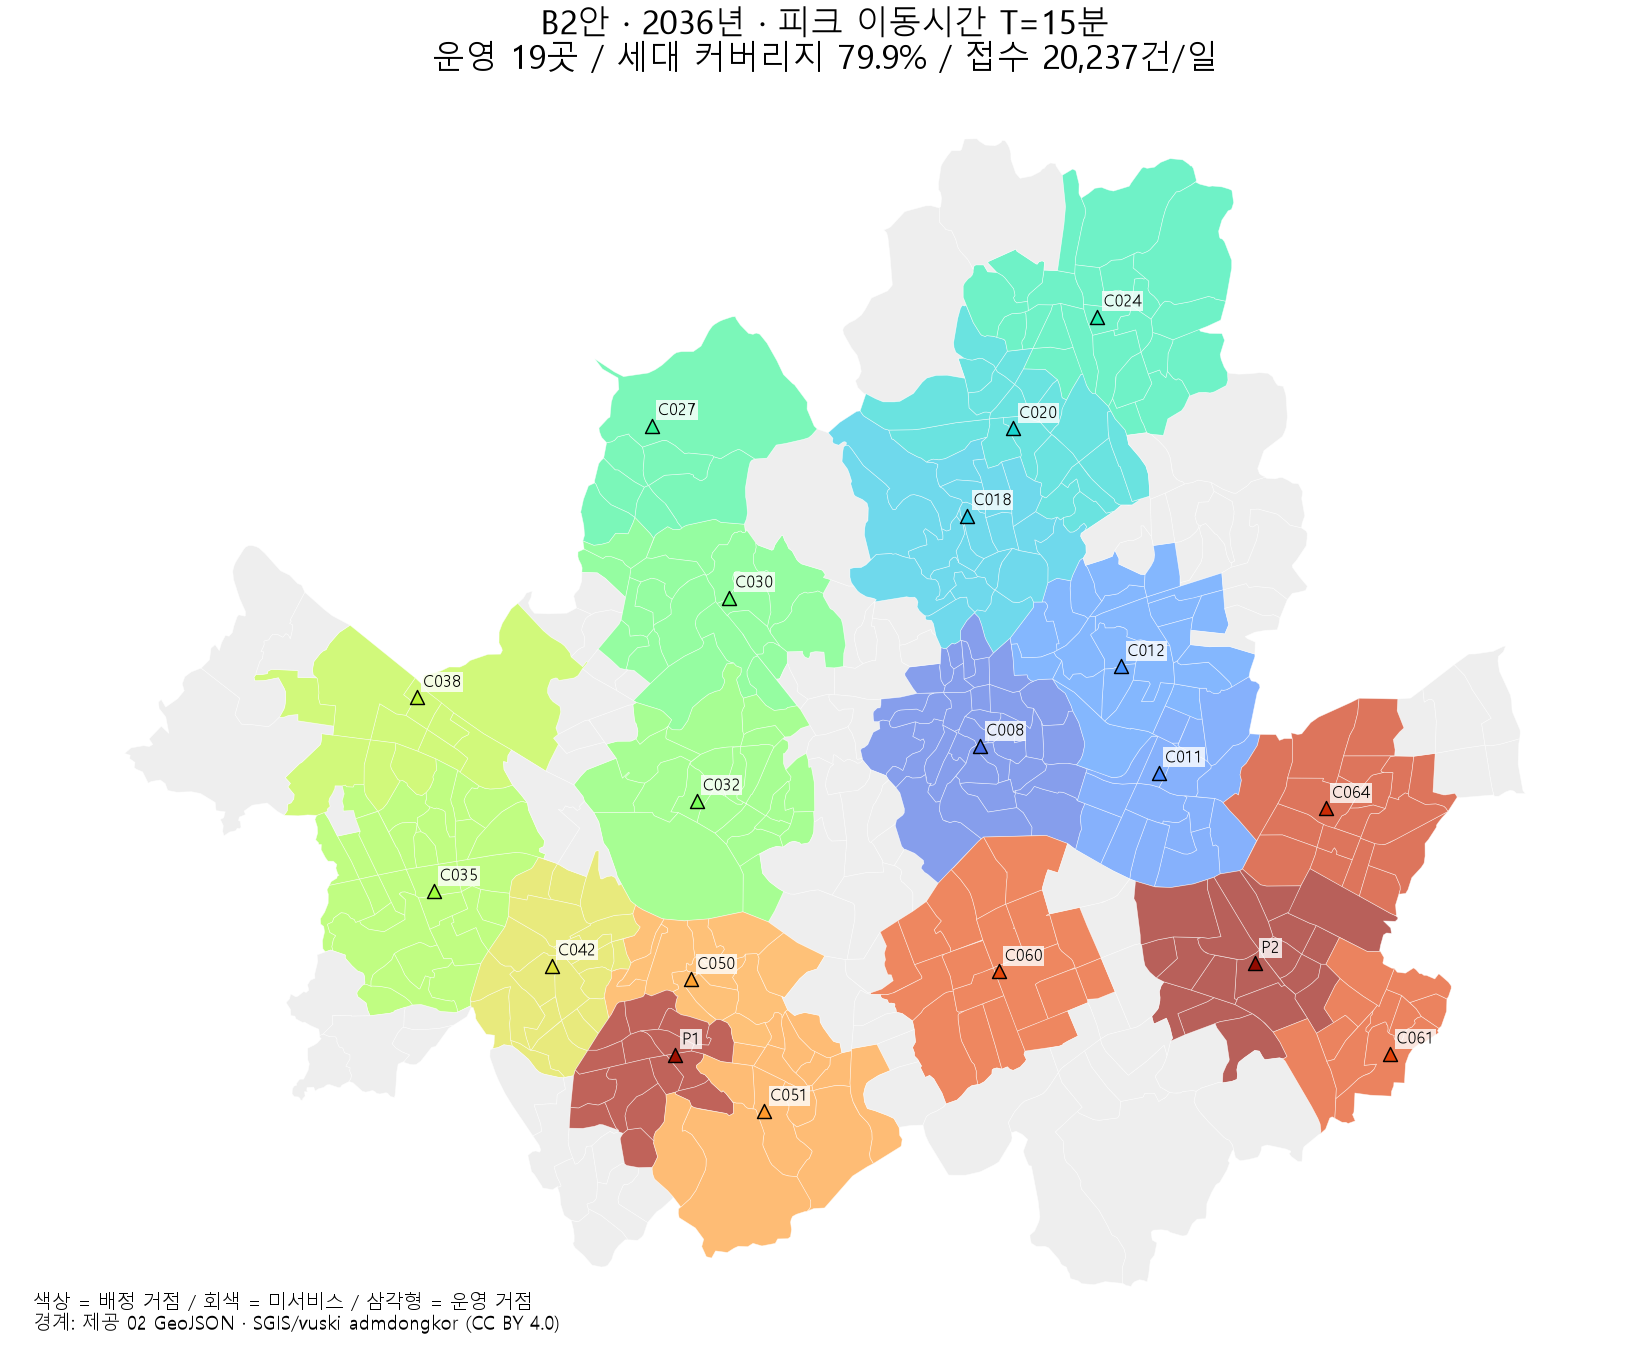 B2안 · 2036년 · 피크 이동시간 T=15분
운영 19곳 / 세대 커버리지 79.9% / 접수 20,237건/일
C024
C027
C020
C018
C030
C012
C038
C008
C011
C032
C064
C035
C042
P2
C060
C050
P1
C061
C051
색상 = 배정 거점 / 회색 = 미서비스 / 삼각형 = 운영 거점
경계: 제공 02 GeoJSON · SGIS/vuski admdongkor (CC BY 4.0)